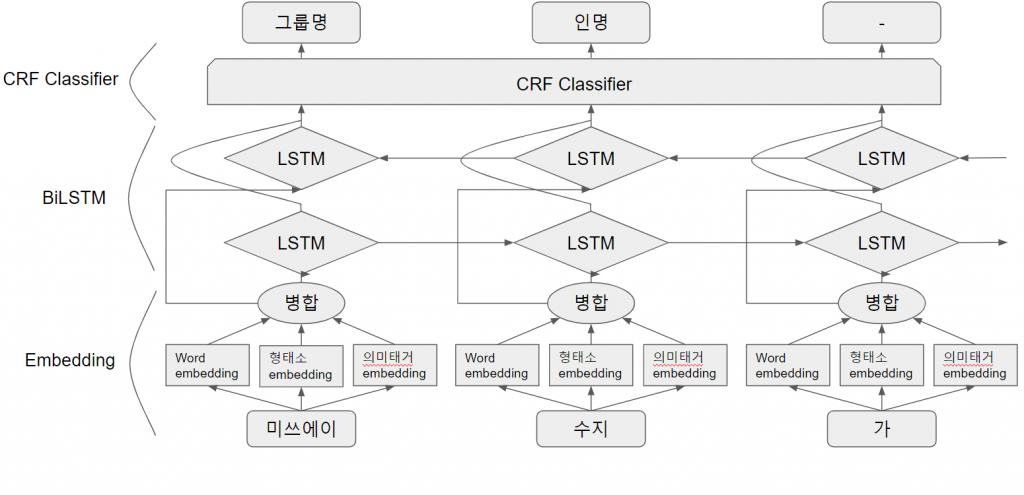 그룹명
인명
-
CRF Classifier
CRF Classifier
LSTM
LSTM
LSTM
BiLSTM
LSTM
LSTM
LSTM
병합
병합
병합
Embedding
Word
embedding
형태소
embedding
의미태거
embedding
Word
embedding
형태소
embedding
의미태거
embedding
Word
embedding
형태소
embedding
의미태거
embedding
미쓰에이
수지
가